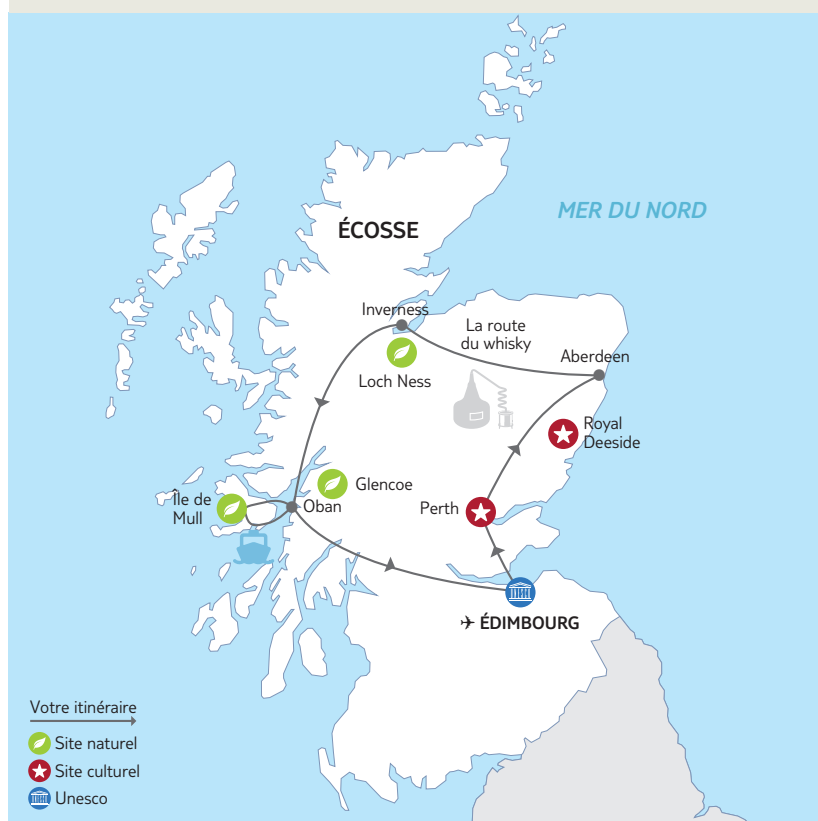 MER DU NORD
ÉCOSSE
Inverness
La route
du whisky
Aberdeen
Loch Ness
Royal
Deeside
Glencoe
Île de
Mull
Oban
Perth
ÉDIMBOURG
Votre itinéraire
Site naturel
Site culturel
Unesco